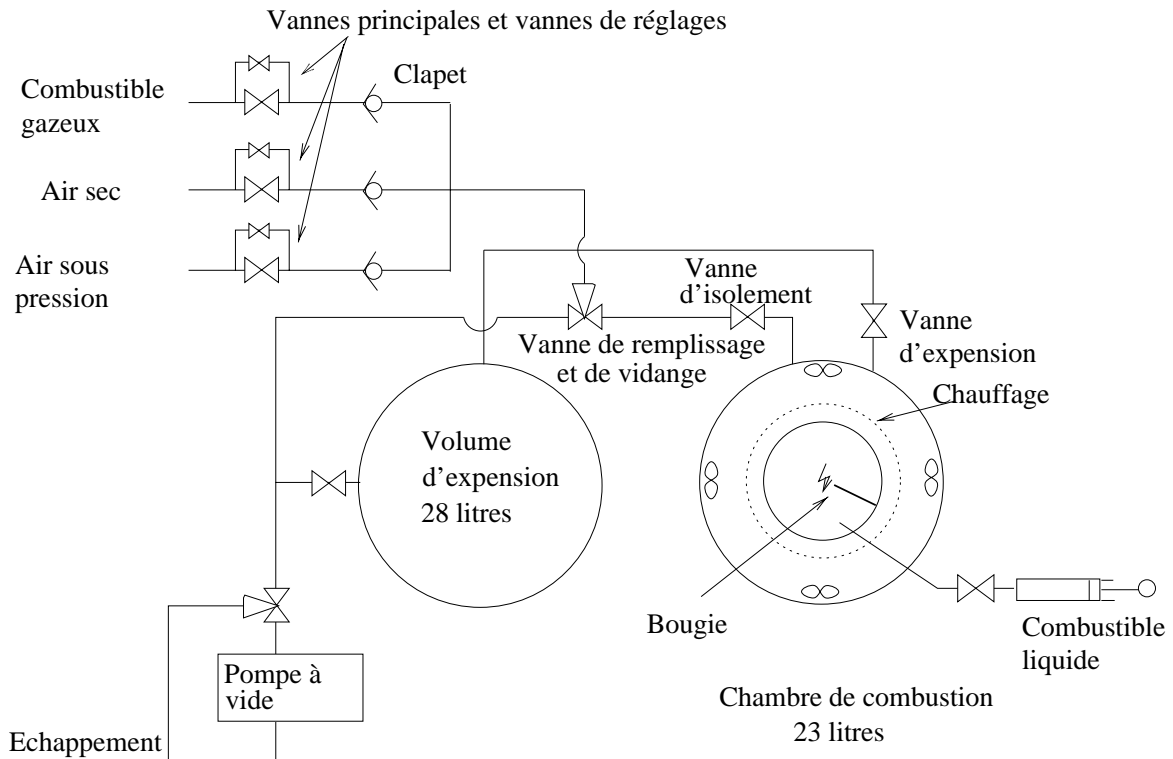 Vannes principales et vannes de réglages
Clapet
Combustible
gazeux
Air sec
Air sous
pression
Vanne
d'isolement
Vanne
d'expension
Vanne de remplissage
et de vidange
Chauffage
Volume
d'expension
28 litres
Bougie
Combustible
liquide
Pompe à
vide
Chambre de combustion
23 litres
Echappement